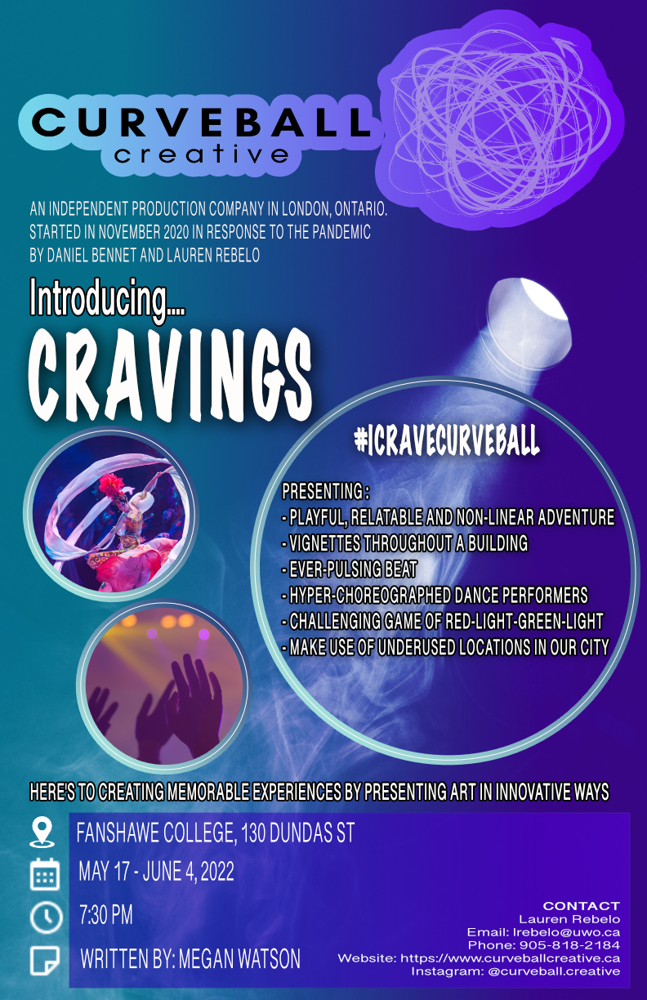 CURVEBALL
creative
AN INDEPENDENT PRODUCTION COMPANY IN LONDON, ONTARIO.
STARTED IN NOVEMBER 2020 IN RESPONSE TO THE PANDEMIC
BY DANIEL BENNET AND LAUREN REBELO
Introducing....
CRAVINGS
#ICRAVECURVEBALL
PRESENTING :
- PLAYFUL, RELATABLE AND NON-LINEAR ADVENTURE
- VIGNETTES THROUGHOUT A BUILDING
- EVER-PULSING BEAT
- HYPER-CHOREOGRAPHED DANCE PERFORMERS
- CHALLENGING GAME OF RED-LIGHT-GREEN-LIGHT
- MAKE USE OF UNDERUSED LOCATIONS IN OUR CITY
HERE'S TO CREATING MEMORABLE EXPERIENCES BY PRESENTING ART IN INNOVATIVE WAYS
FANSHAWE COLLEGE, 130 DUNDAS ST
MAY 17 - JUNE 4, 2022
7:30 PM
WRITTEN BY: MEGAN WATSON
CONTACT
Lauren Rebelo
Email: lrebelo@uwo.ca
Phone: 905-818-2184
Website: https://www.curveballcreative.ca
Instagram: @curveball.creative